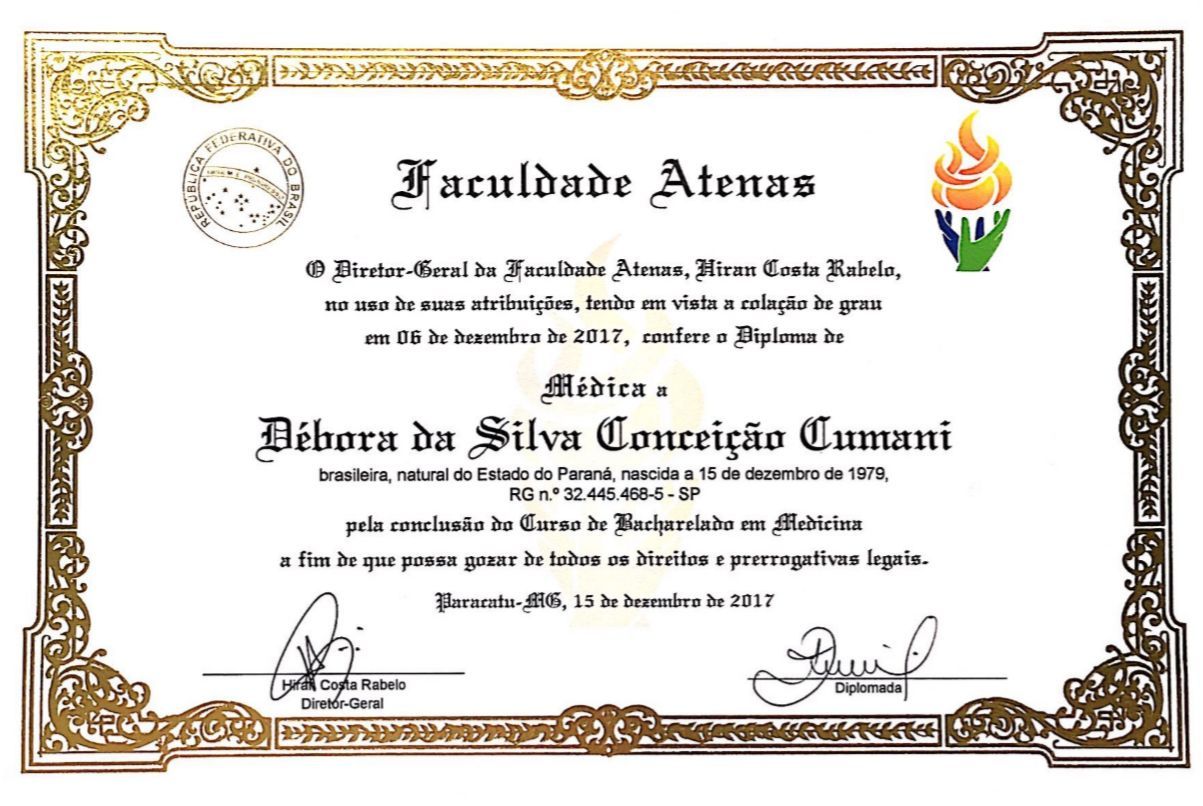 REPÚBLICA FEDERATIVA DO BRASIL
Faculdade Atenas
O Diretor-Geral da Faculdade Atenas, Hiran Costa Rabelo,
no uso de suas atribuições, tendo em vista a colação de grau
em 06 de dezembro de 2017, confere o Diploma de
Médica a
Débora da Silva Conceição Cumani
brasileira, natural do Estado do Paraná, nascida a 15 de dezembro de 1979,
RG n.º 32.445.468-5 - SP
pela conclusão do Curso de Bacharelado em Medicina
a fim de que possa gozar de todos os direitos e prerrogativas legais.
Paracatu-MG, 15 de dezembro de 2017
Hiran Costa Rabelo
Diretor-Geral
Diplomada